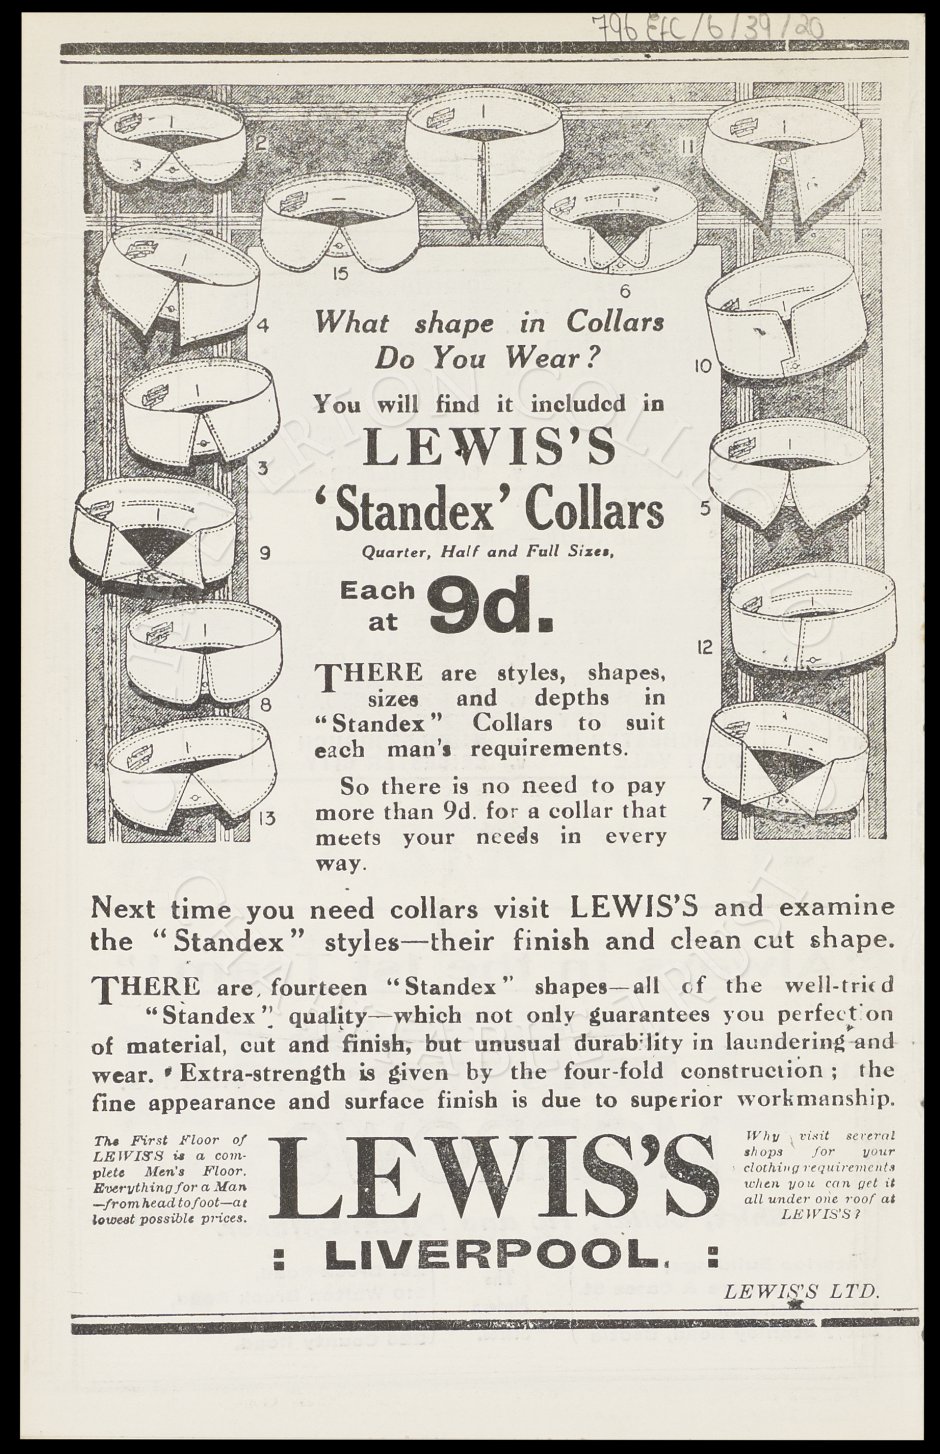 796 EFC/6/39/20
2
11
15
6
4
10
3
5
9
12
8
7
13
What shape in Collars
Do You Wear?
You will find it included in
LEWIS'S
'Standex' Collars
Quarter, Half and Full Sizes,
Each
at 9d.
THERE are styles, shapes,
sizes and depths in
"Standex" Collars to suit
each man's requirements.
So there is no need to pay
more than 9d. for a collar that
meets your needs in every
way.
Next time you need collars visit LEWIS'S and examine
the "Standex" styles—their finish and clean cut shape.
THERE are fourteen "Standex" shapes—all of the well-tried
"Standex" quality—which not only guarantees you perfection
of material, cut and finish, but unusual durability in laundering and
wear. Extra-strength is given by the four-fold construction; the
fine appearance and surface finish is due to superior workmanship.
The First Floor of
LEWIS'S is a com-
plete Men's Floor.
Everything for a Man
—from head to foot—at
lowest possible prices.
LEWIS'S
: LIVERPOOL. :
Why visit several
shops for your
clothing requirements
when you can get it
all under one roof at
LEWIS'S?
LEWIS'S LTD.
EVERTON COLLECTION
CHARITABLE TRUST